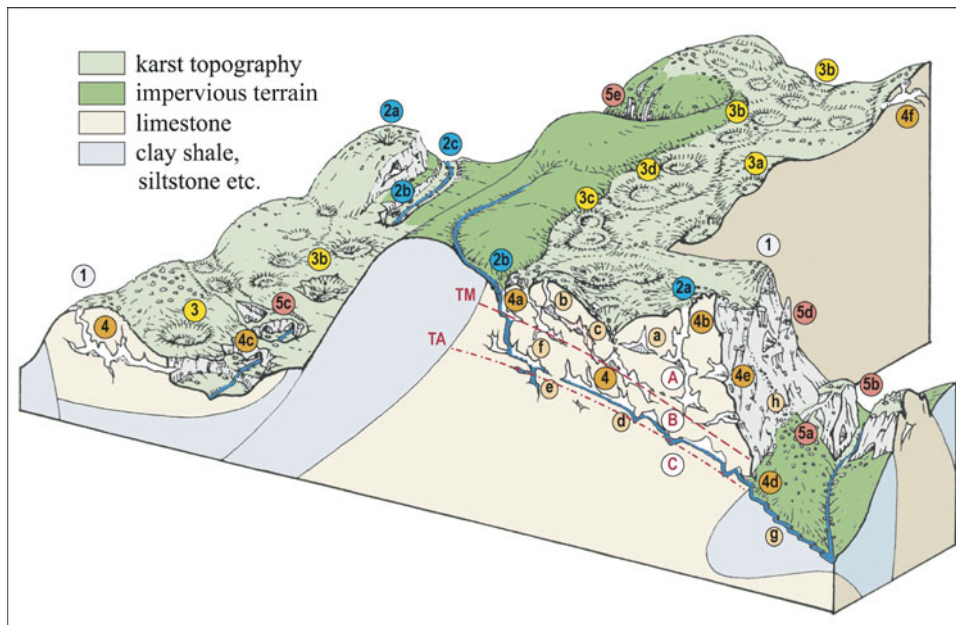 karst topography
impervious terrain
limestone
clay shale,
siltstone etc.
3b
2a
5e
2c
3b
4f
3d
3a
2b
3c
1
3b
2b
1
2a
TM
4a
b
3
5c
4b
5d
c
a
4
4c
TA
f
4
A
4e
5b
e
h
d
B
5a
C
4d
g